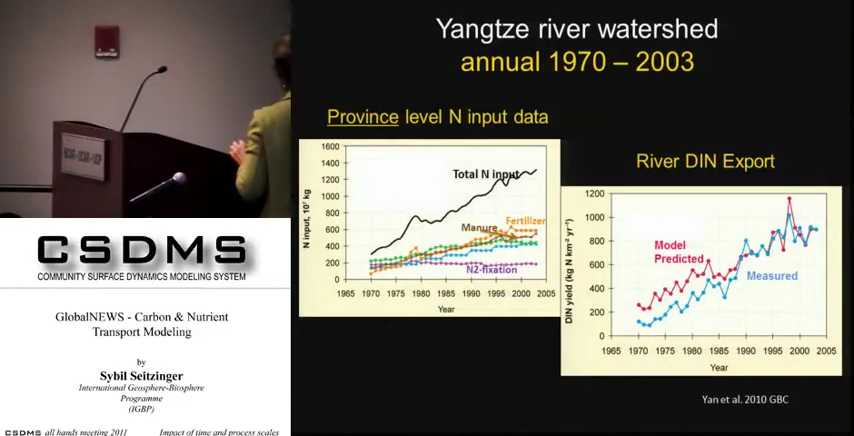 Yangtze river watershed
annual 1970 – 2003
Province level N input data
1600
1400
1200
1000
800
600
400
200
0
N input, 10⁷ kg
Total N input
Fertilizer
Manure
N2-fixation
1965 1970 1975 1980 1985 1990 1995 2000 2005
Year
River DIN Export
1200
1000
800
600
400
200
0
DIN yield (kg N km⁻² yr⁻¹)
Model
Predicted
Measured
1965 1970 1975 1980 1985 1990 1995 2000 2005
Year
Yan et al. 2010 GBC
CSDMS
COMMUNITY SURFACE DYNAMICS MODELING SYSTEM
GlobalNEWS - Carbon & Nutrient
Transport Modeling
by
Sybil Seitzinger
International Geosphere-Biosphere
Programme
(IGBP)
CSDMS all hands meeting 2011 Impact of time and process scales